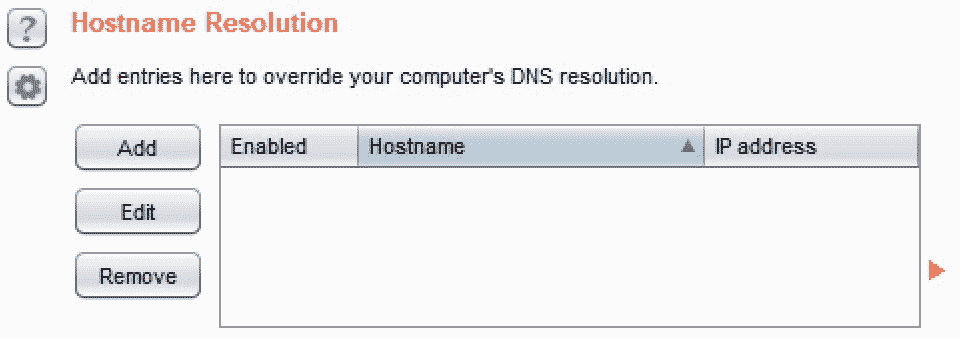 ?
Hostname Resolution
Add entries here to override your computer's DNS resolution.
Add
Edit
Remove
Enabled Hostname IP address